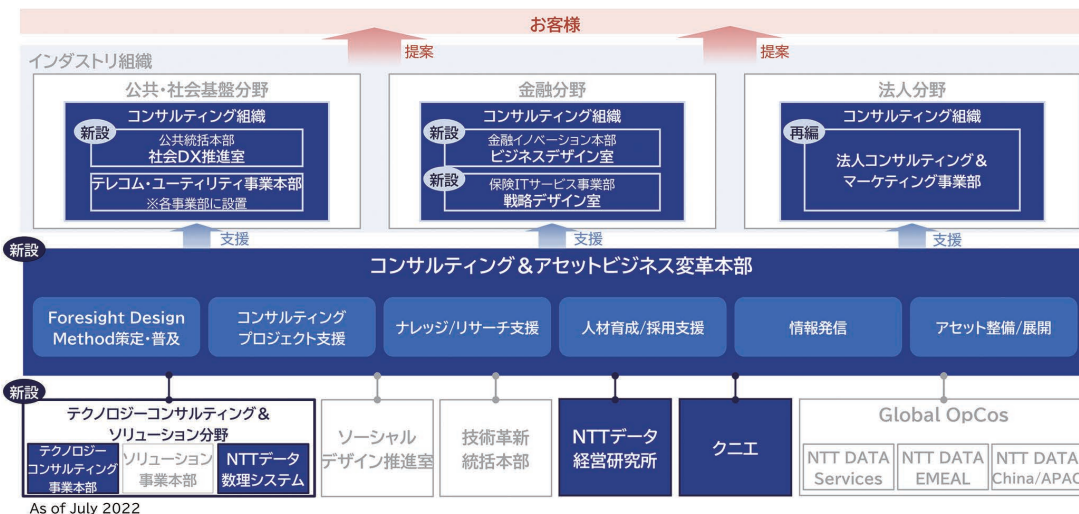 お客様
提案
提案
インダストリ組織
公共・社会基盤分野
コンサルティング組織
新設
公共統括本部
社会DX推進室
テレコム・ユーティリティ事業本部
※各事業部に設置
金融分野
コンサルティング組織
新設
金融イノベーション本部
ビジネスデザイン室
新設
保険ITサービス事業部
戦略デザイン室
法人分野
コンサルティング組織
再編
法人コンサルティング&
マーケティング事業部
支援
支援
支援
新設
コンサルティング&アセットビジネス変革本部
Foresight Design
Method策定・普及
コンサルティング
プロジェクト支援
ナレッジ/リサーチ支援
人材育成/採用支援
情報発信
アセット整備/展開
新設
テクノロジーコンサルティング&
ソリューション分野
テクノロジー
コンサルティング
事業本部
ソリューション
事業本部
NTTデータ
数理システム
ソーシャル
デザイン推進室
技術革新
統括本部
NTTデータ
経営研究所
クニエ
Global OpCos
NTT DATA
Services
NTT DATA
EMEAL
NTT DATA
China/APAC
As of July 2022